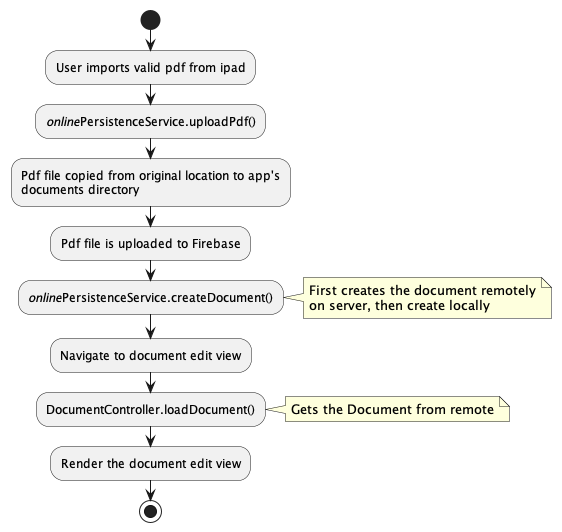 User imports valid pdf from ipad
onlinePersistenceService.uploadPdf()
Pdf file copied from original location to app's
documents directory
Pdf file is uploaded to Firebase
onlinePersistenceService.createDocument()
First creates the document remotely
on server, then create locally
Navigate to document edit view
DocumentController.loadDocument()
Gets the Document from remote
Render the document edit view